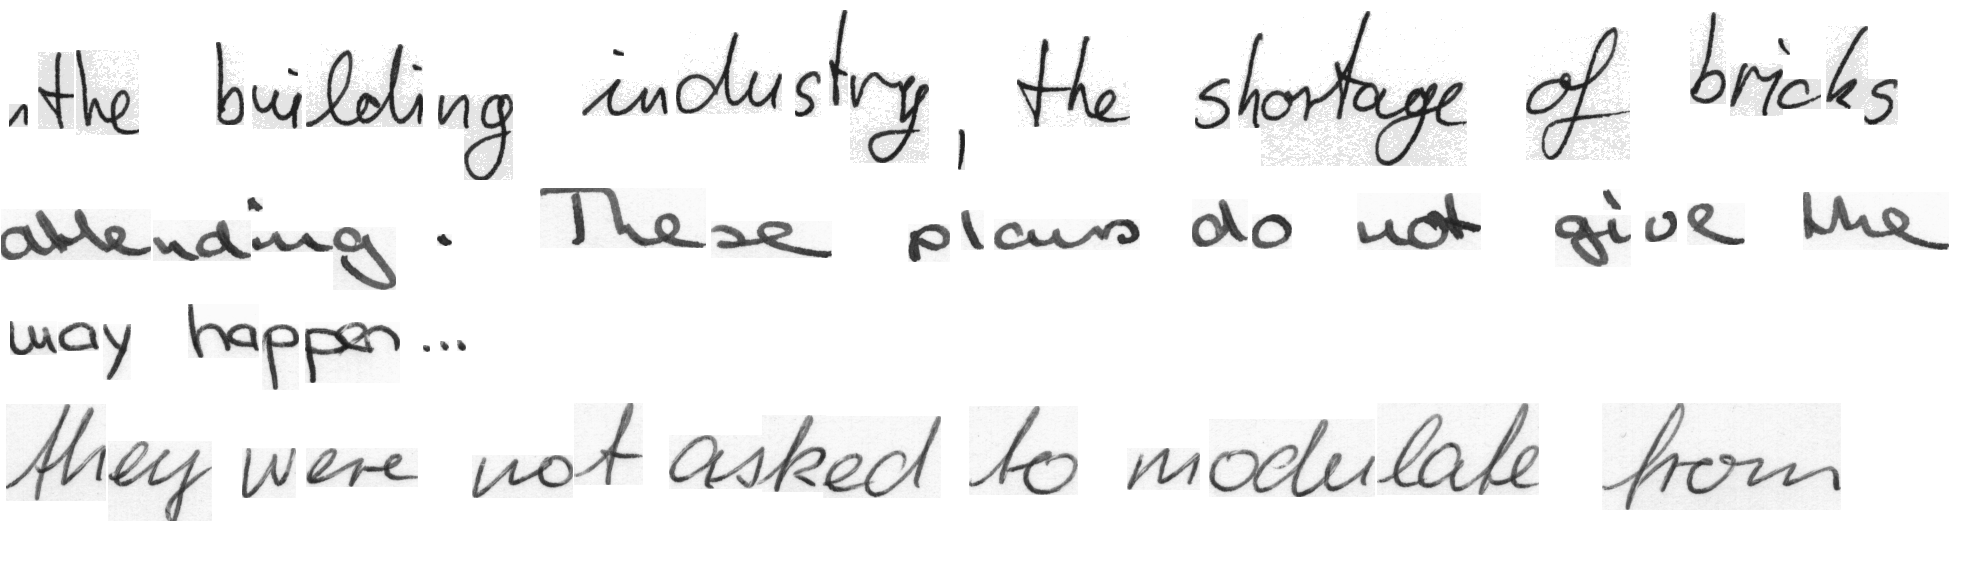 the building industry, the shortage of bricks
attending. These plans do not give the
may happen...
they were not asked to modulate from